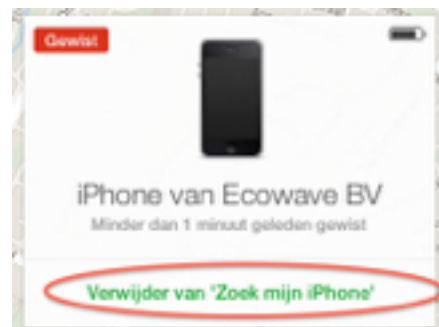 Gewist
iPhone van Ecowave BV
Minder dan 1 minuut geleden gewist
Verwijder van 'Zoek mijn iPhone'